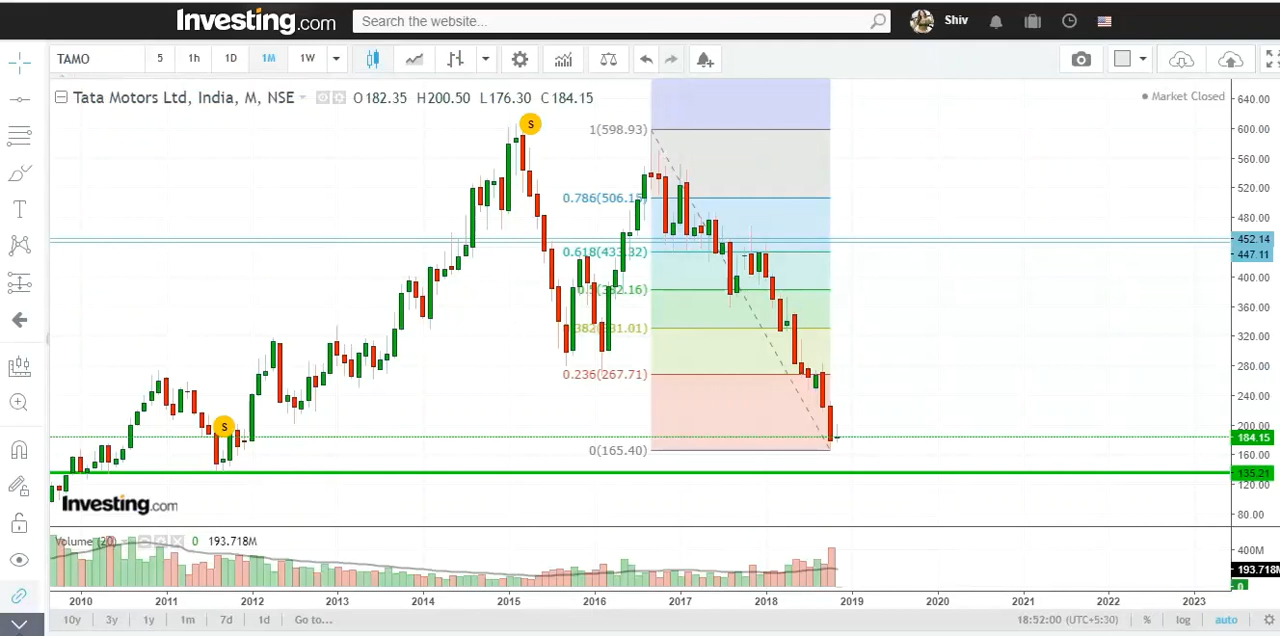 Investing.com Search the website... Shiv
TAMO 5 1h 1D 1M 1W
Tata Motors Ltd, India, M, NSE O182.35 H200.50 L176.30 C184.15
Market Closed
640.00
S
1(598.93)
600.00
560.00
520.00
0.786(506.15)
480.00
452.14
447.11
0.618(433.32)
400.00
0.5(382.16)
360.00
382(331.01)
320.00
280.00
0.236(267.71)
240.00
S
200.00
184.15
0(165.40)
160.00
135.21
120.00
Investing.com
80.00
Volume (20) 0 193.718M
400M
193.718M
0
2010 2011 2012 2013 2014 2015 2016 2017 2018 2019 2020 2021 2022 2023
10y 3y 1y 1m 7d 1d Go to... 18:52:00 (UTC+5:30) % log auto